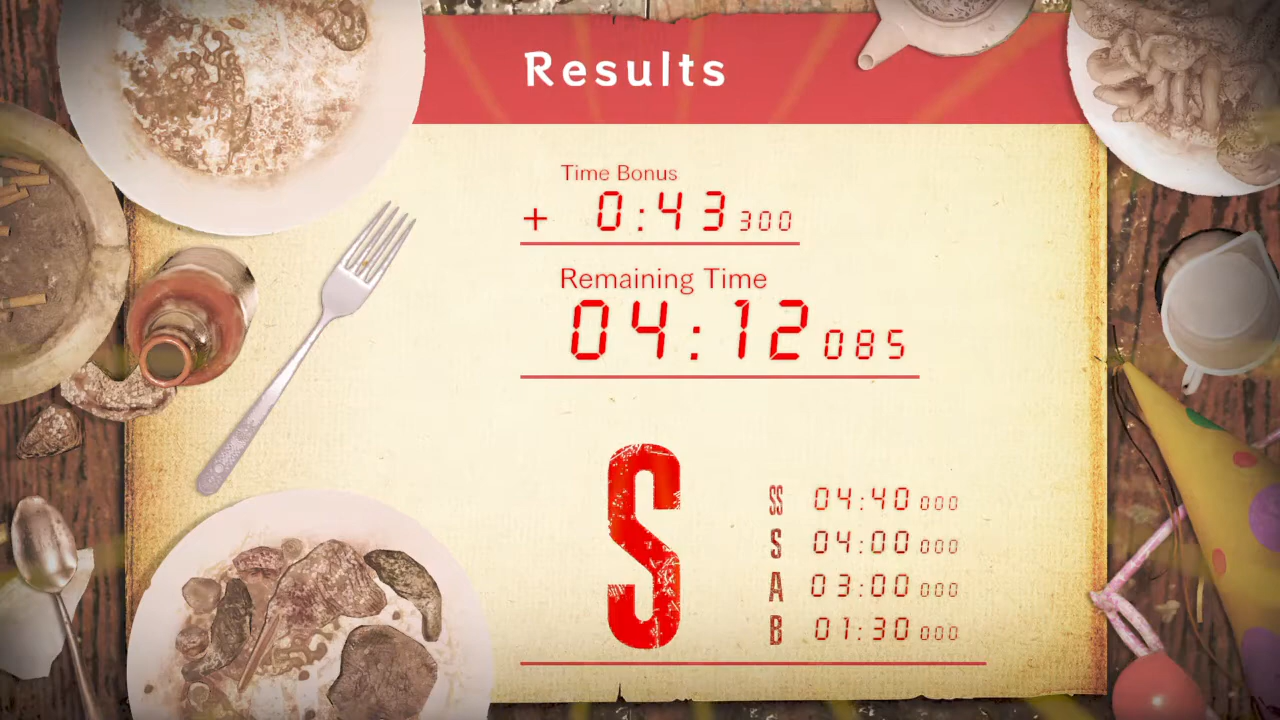 Results
Time Bonus
+ 0:43 300
Remaining Time
04:12 085
S
SS 04:40 000
S 04:00 000
A 03:00 000
B 01:30 000